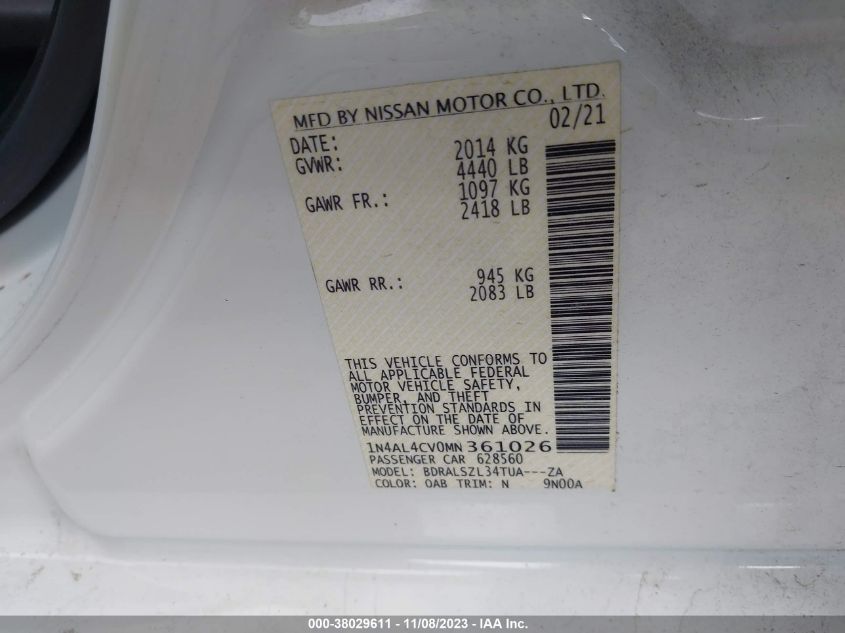 MFD BY NISSAN MOTOR CO., LTD.
DATE: 02/21
GVWR: 2014 KG
4440 LB
GAWR FR.: 1097 KG
2418 LB
GAWR RR.: 945 KG
2083 LB
THIS VEHICLE CONFORMS TO
ALL APPLICABLE FEDERAL
MOTOR VEHICLE SAFETY,
BUMPER, AND THEFT
PREVENTION STANDARDS IN
EFFECT ON THE DATE OF
MANUFACTURE SHOWN ABOVE.
1N4AL4CV0MN361026
PASSENGER CAR 628560
MODEL: BDRALSZL34TUA---ZA
COLOR: OAB TRIM: N 9N00A
000-38029611 - 11/08/2023 - IAA Inc.